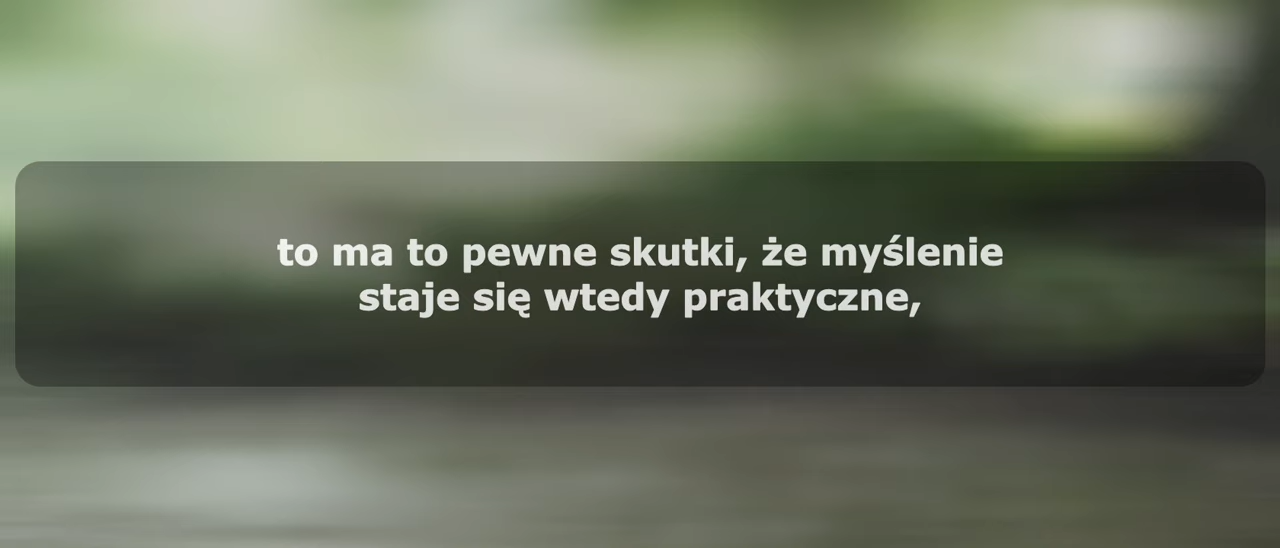 to ma to pewne skutki, że myślenie
staje się wtedy praktyczne,